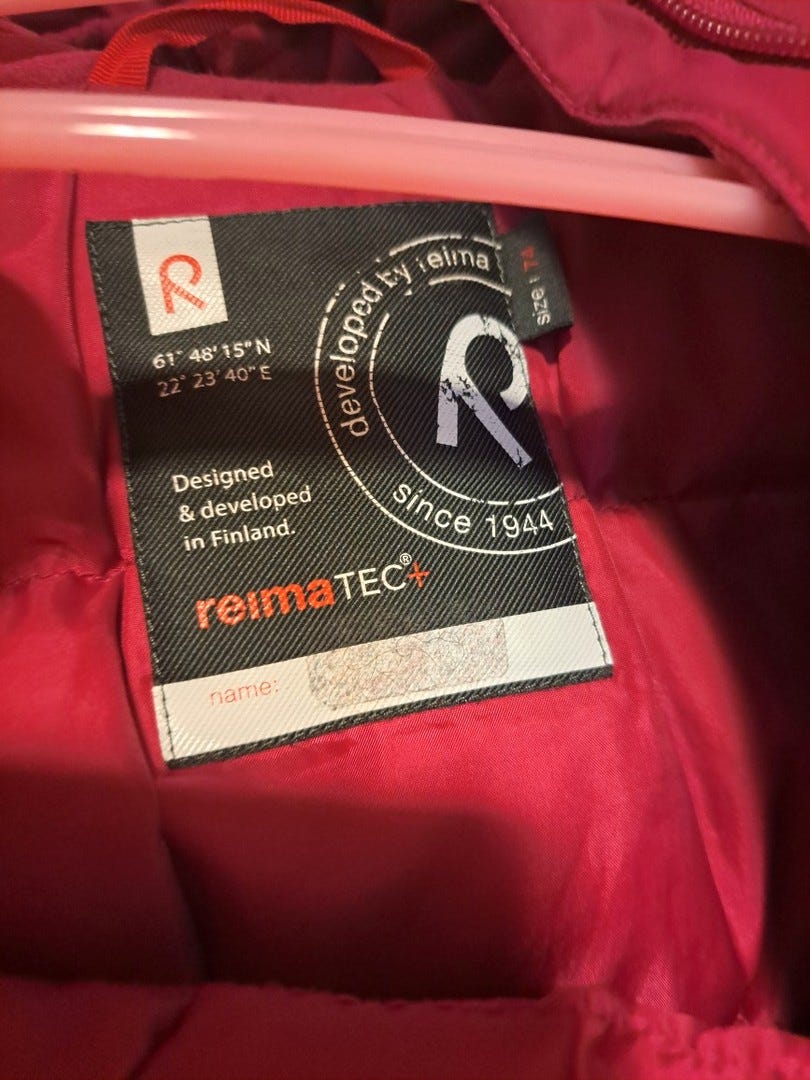 61° 48' 15" N
22° 23' 40" E
developed by reima
since 1944
size: 74
Designed
& developed
in Finland.
reimaTEC®+
name: